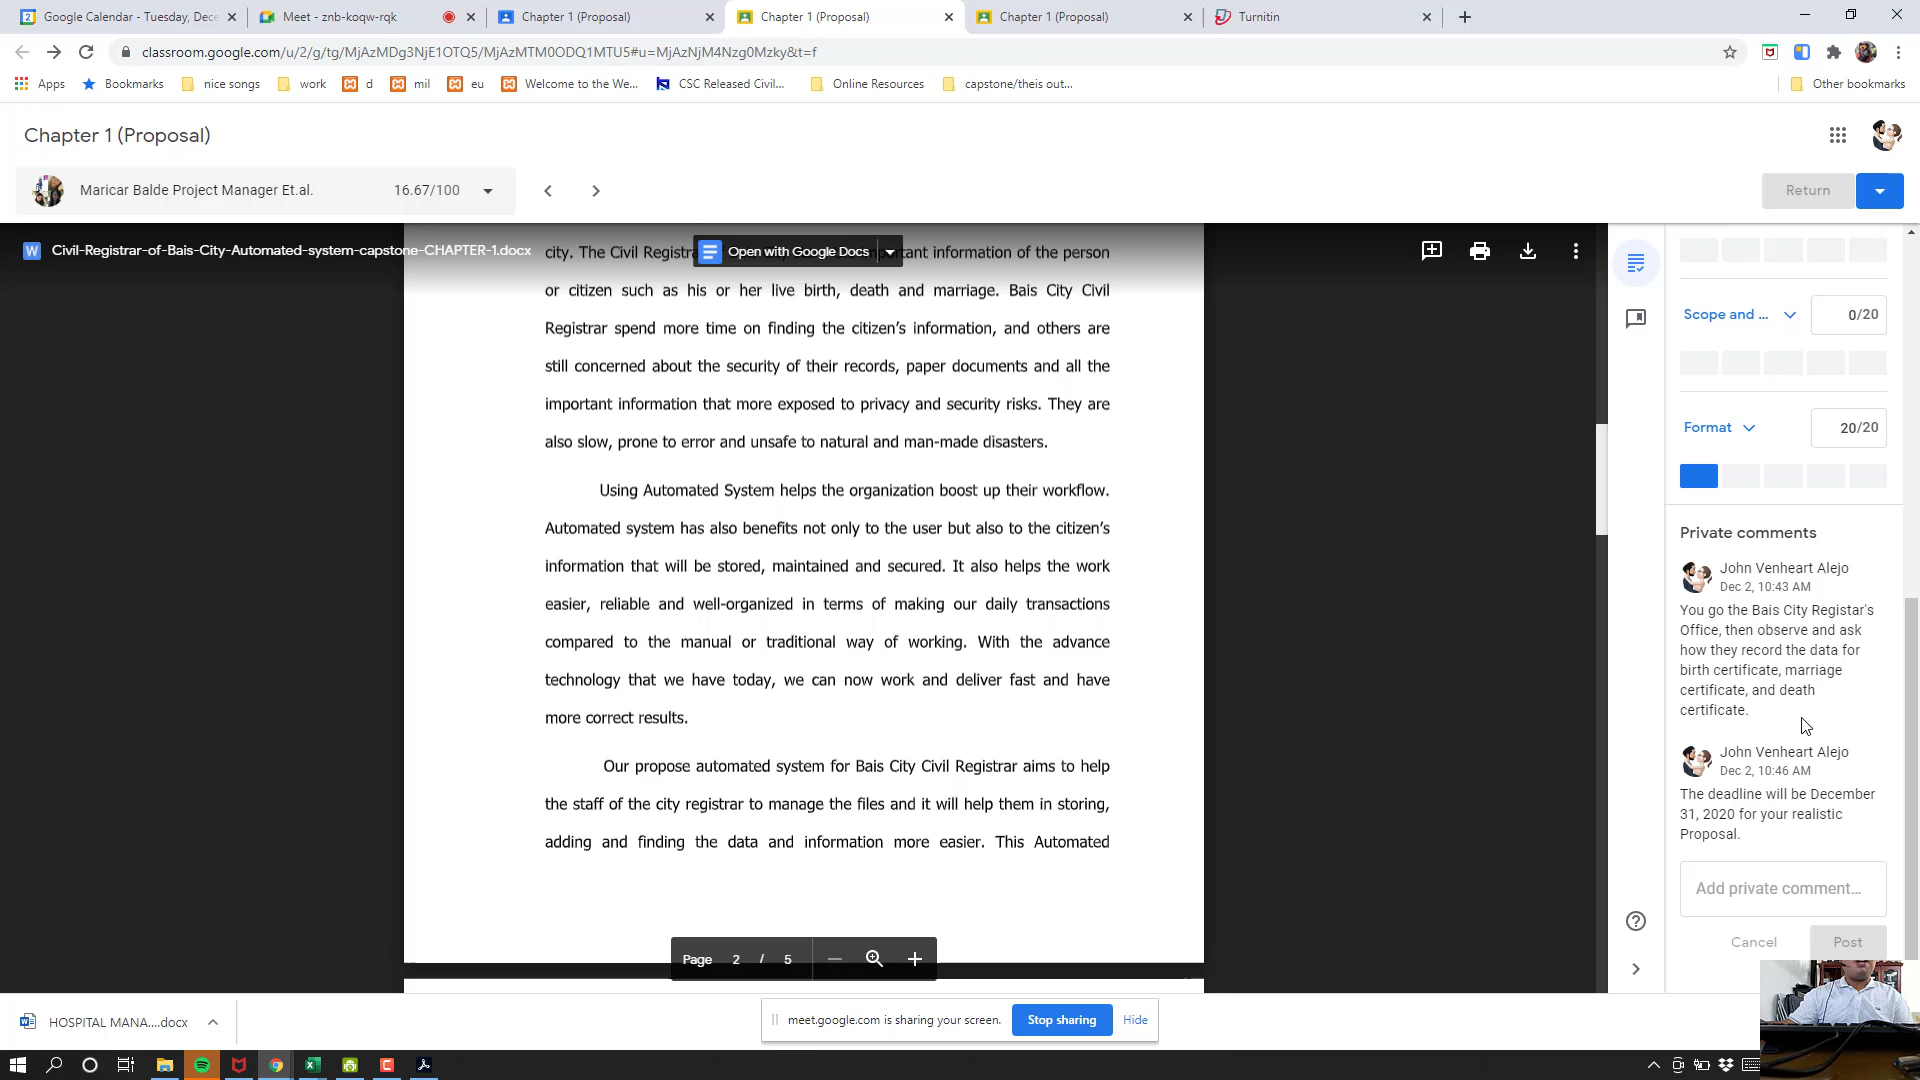 Google Calendar - Tuesday, Dece
Meet - znb-koqw-rqk
Chapter 1 (Proposal)
Chapter 1 (Proposal)
Chapter 1 (Proposal)
Turnitin
classroom.google.com/u/2/g/tg/MjAzMDg3NjE1OTQ5/MjAzMTM0ODQ1MTU5#u=MjAzNjM4Nzg0Mzky&t=f
Apps
Bookmarks
nice songs
work
d
mil
eu
Welcome to the We...
CSC Released Civil...
Online Resources
capstone/theis out...
Other bookmarks
Chapter 1 (Proposal)
Maricar Balde Project Manager Et.al.
16.67/100
Return
Civil-Registrar-of-Bais-City-Automated-system-capstone-CHAPTER-1.docx
Open with Google Docs
city. The Civil Registra portant information of the person
or citizen such as his or her live birth, death and marriage. Bais City Civil
Registrar spend more time on finding the citizen’s information, and others are
still concerned about the security of their records, paper documents and all the
important information that more exposed to privacy and security risks. They are
also slow, prone to error and unsafe to natural and man-made disasters.
Using Automated System helps the organization boost up their workflow.
Automated system has also benefits not only to the user but also to the citizen’s
information that will be stored, maintained and secured. It also helps the work
easier, reliable and well-organized in terms of making our daily transactions
compared to the manual or traditional way of working. With the advance
technology that we have today, we can now work and deliver fast and have
more correct results.
Our propose automated system for Bais City Civil Registrar aims to help
the staff of the city registrar to manage the files and it will help them in storing,
adding and finding the data and information more easier. This Automated
Page 2 / 5
Scope and ...
0/20
Format
20/20
Private comments
John Venheart Alejo
Dec 2, 10:43 AM
You go the Bais City Registar's
Office, then observe and ask
how they record the data for
birth certificate, marriage
certificate, and death
certificate.
John Venheart Alejo
Dec 2, 10:46 AM
The deadline will be December
31, 2020 for your realistic
Proposal.
Add private comment...
Cancel
Post
HOSPITAL MANA....docx
meet.google.com is sharing your screen.
Stop sharing
Hide